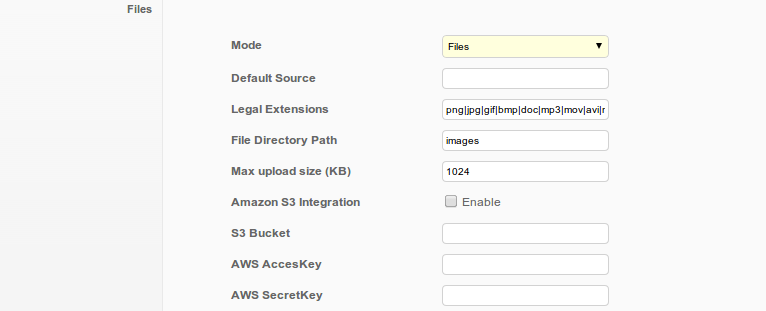 Files
Mode Files
Default Source
Legal Extensions png|jpg|gif|bmp|doc|mp3|mov|avi|r
File Directory Path images
Max upload size (KB) 1024
Amazon S3 Integration Enable
S3 Bucket
AWS AccesKey
AWS SecretKey